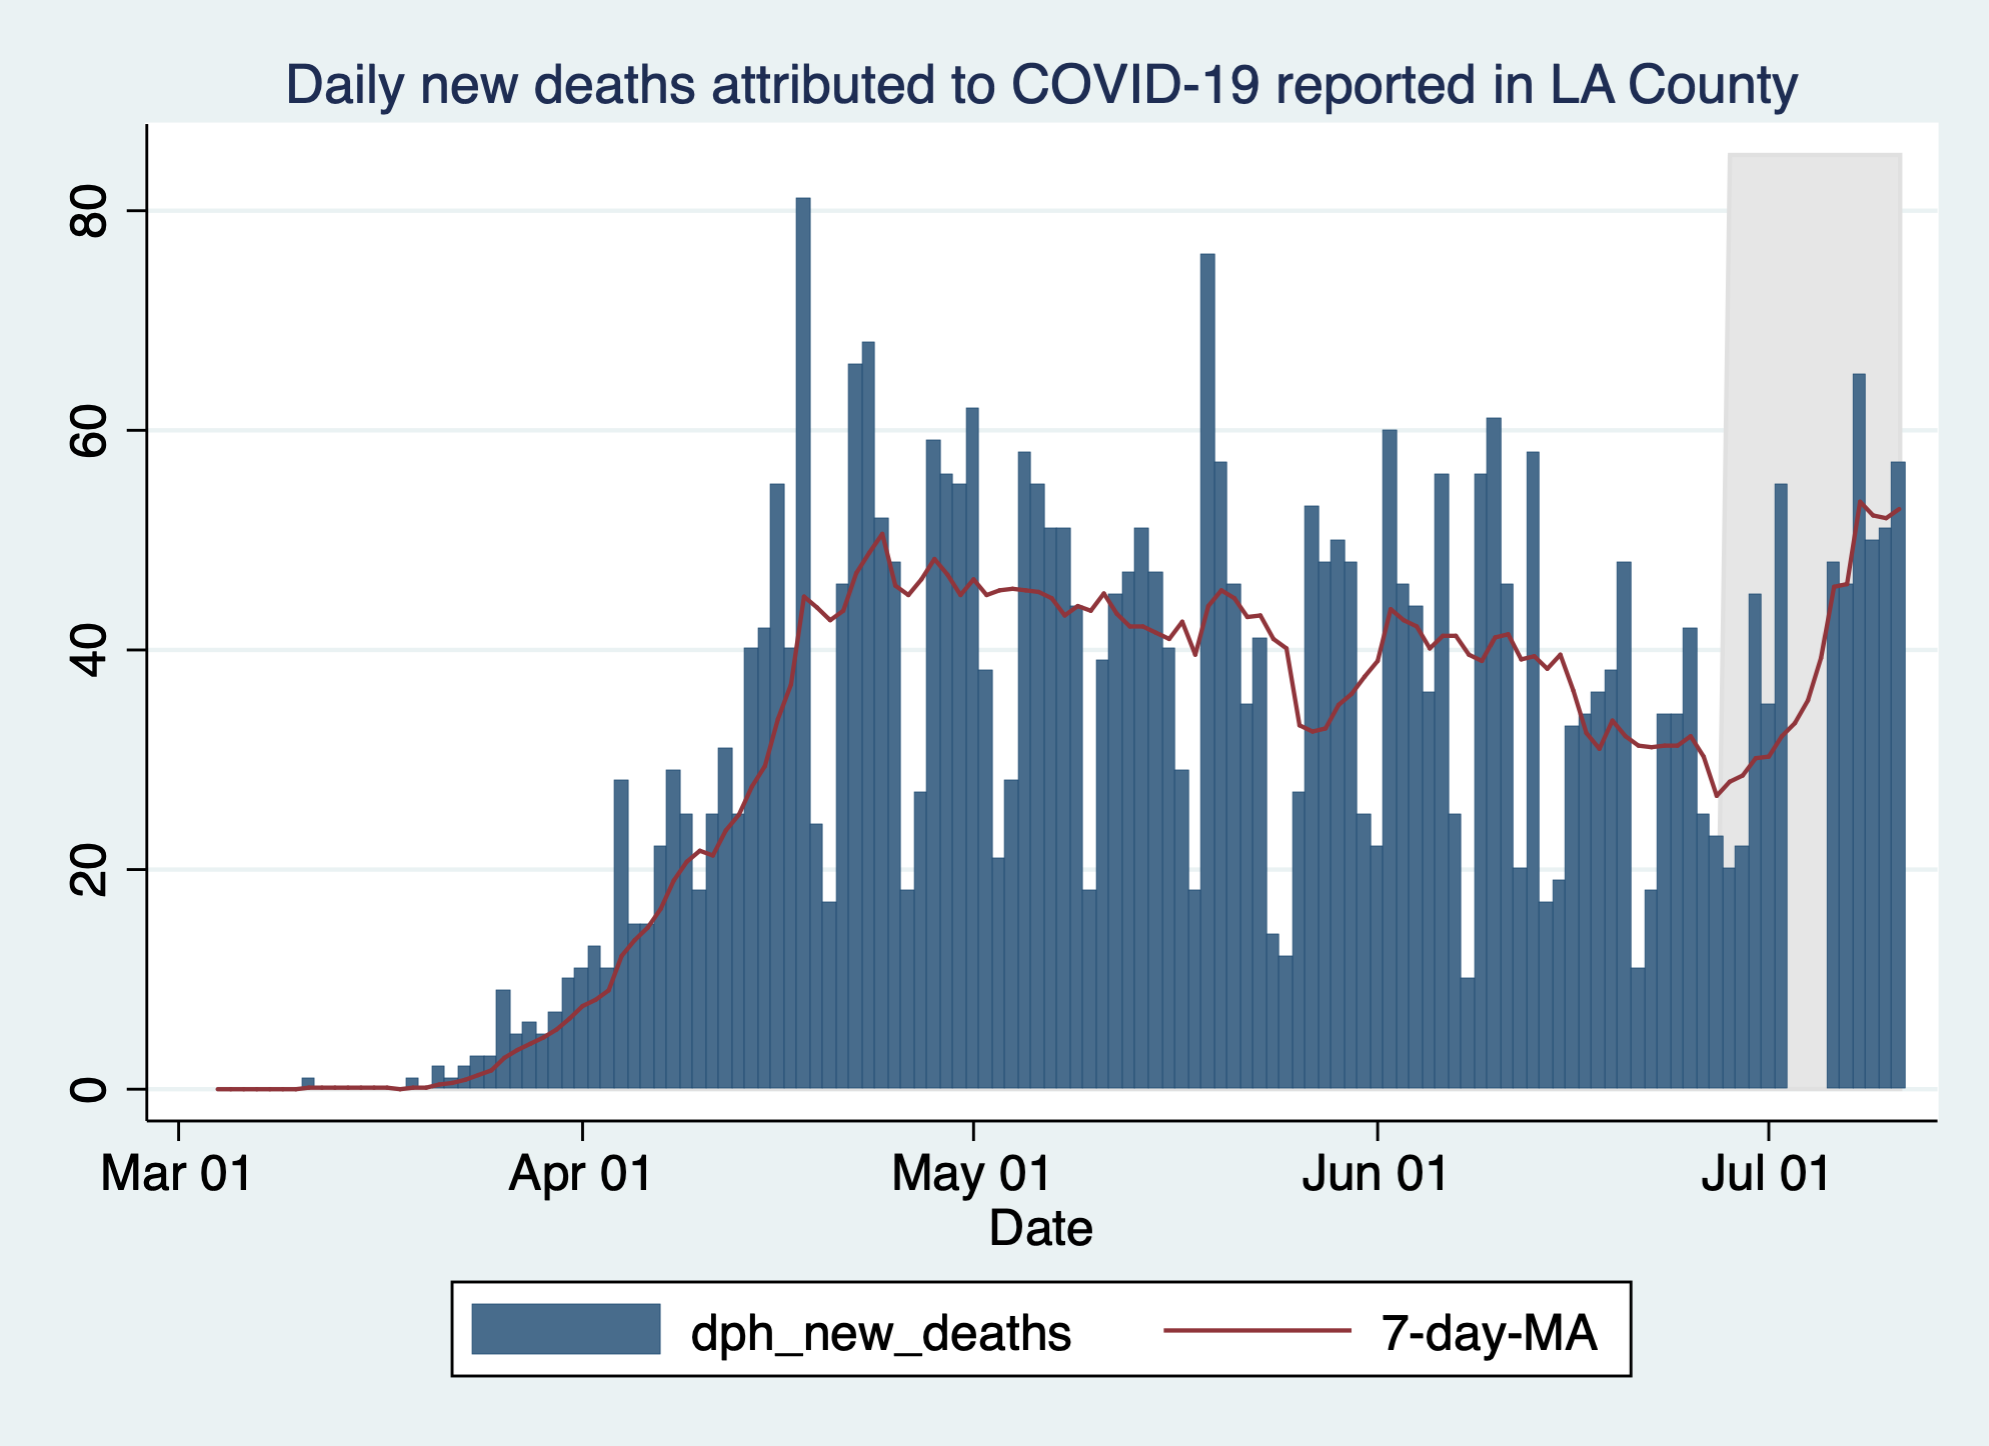 Daily new deaths attributed to COVID-19 reported in LA County
80
60
40
20
0
Mar 01 Apr 01 May 01 Jun 01 Jul 01
Date
dph_new_deaths 7-day-MA